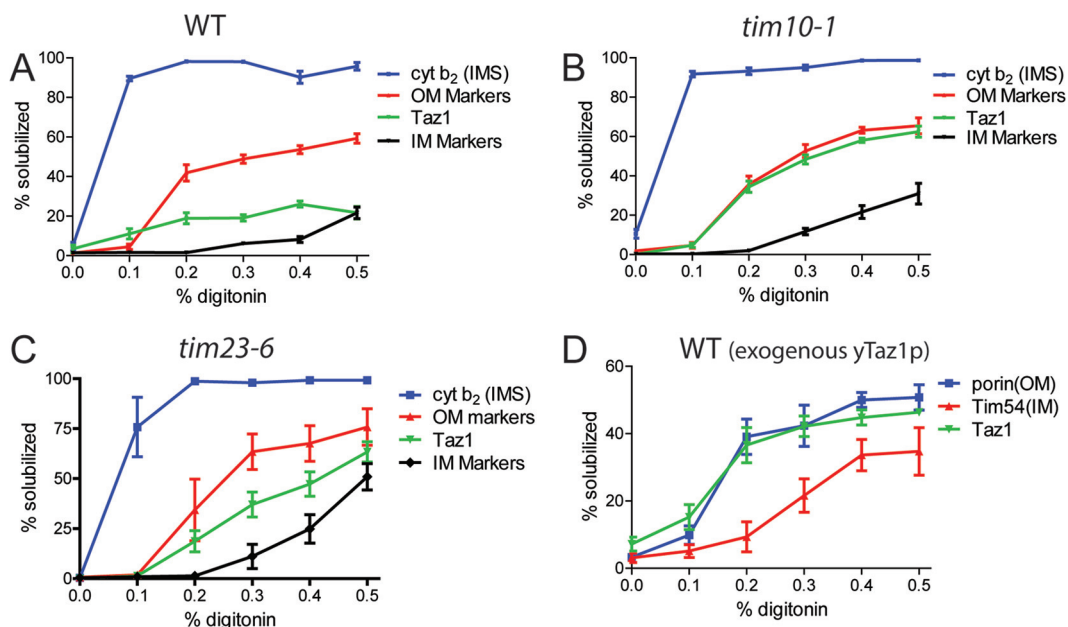 WT
A
100
80
60
40
20
0
% solubilized
0.0 0.1 0.2 0.3 0.4 0.5
% digitonin
cyt b₂ (IMS)
OM Markers
Taz1
IM Markers
tim10-1
B
100
80
60
40
20
0
% solubilized
0.0 0.1 0.2 0.3 0.4 0.5
% digitonin
cyt b₂ (IMS)
OM Markers
Taz1
IM Markers
tim23-6
C
100
75
50
25
0
% solubilized
0.0 0.1 0.2 0.3 0.4 0.5
% digitonin
cyt b₂ (IMS)
OM markers
Taz1
IM Markers
WT (exogenous yTaz1p)
D
60
40
20
0
% solubilized
0.0 0.1 0.2 0.3 0.4 0.5
% digitonin
porin(OM)
Tim54(IM)
Taz1